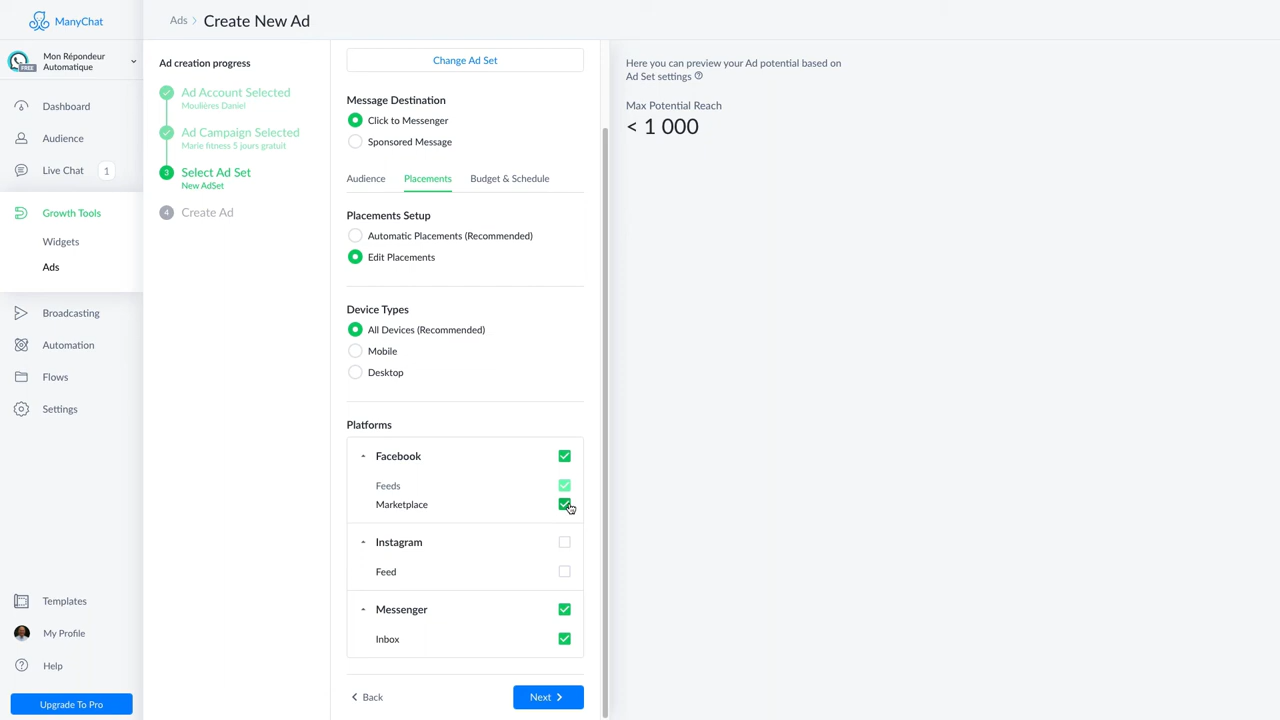 ManyChat
Ads
Create New Ad
Mon Répondeur
Automatique
FREE
Dashboard
Audience
Live Chat
1
Growth Tools
Widgets
Ads
Broadcasting
Automation
Flows
Settings
Templates
My Profile
Help
Upgrade To Pro
Ad creation progress
Ad Account Selected
Moulières Daniel
Ad Campaign Selected
Marie fitness 5 jours gratuit
3
Select Ad Set
New AdSet
4
Create Ad
Change Ad Set
Message Destination
Click to Messenger
Sponsored Message
Audience
Placements
Budget & Schedule
Placements Setup
Automatic Placements (Recommended)
Edit Placements
Device Types
All Devices (Recommended)
Mobile
Desktop
Platforms
Facebook
Feeds
Marketplace
Instagram
Feed
Messenger
Inbox
Back
Next
Here you can preview your Ad potential based on
Ad Set settings
Max Potential Reach
< 1 000